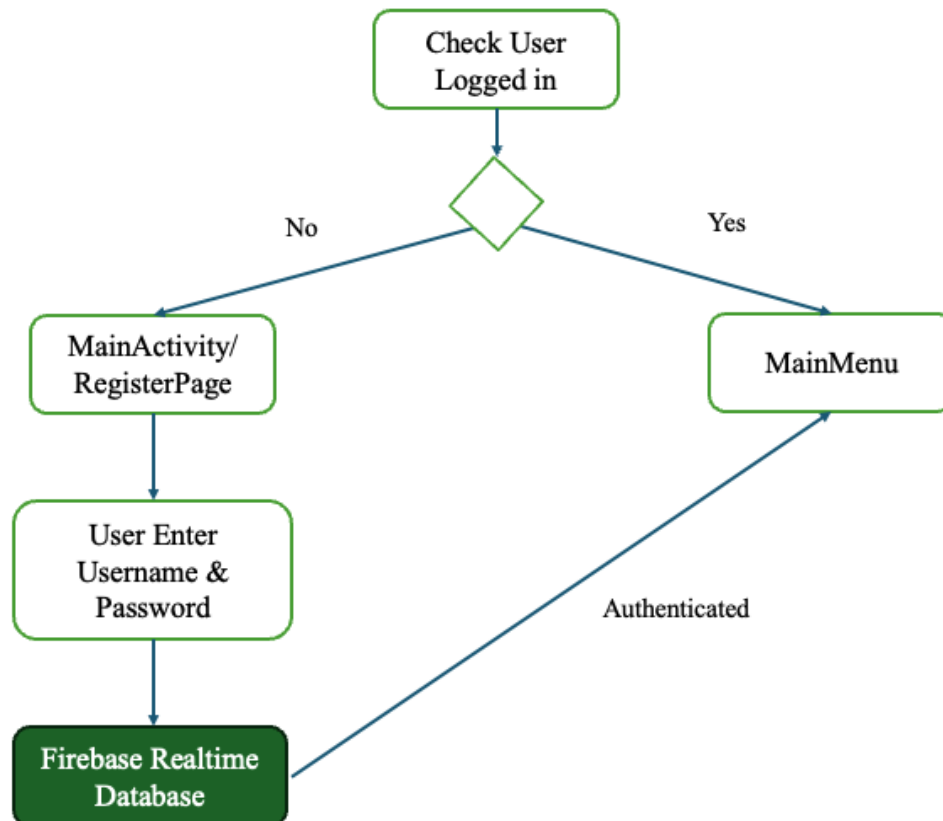 Check User
Logged in
No
Yes
MainActivity/
RegisterPage
MainMenu
User Enter
Username &
Password
Authenticated
Firebase Realtime
Database